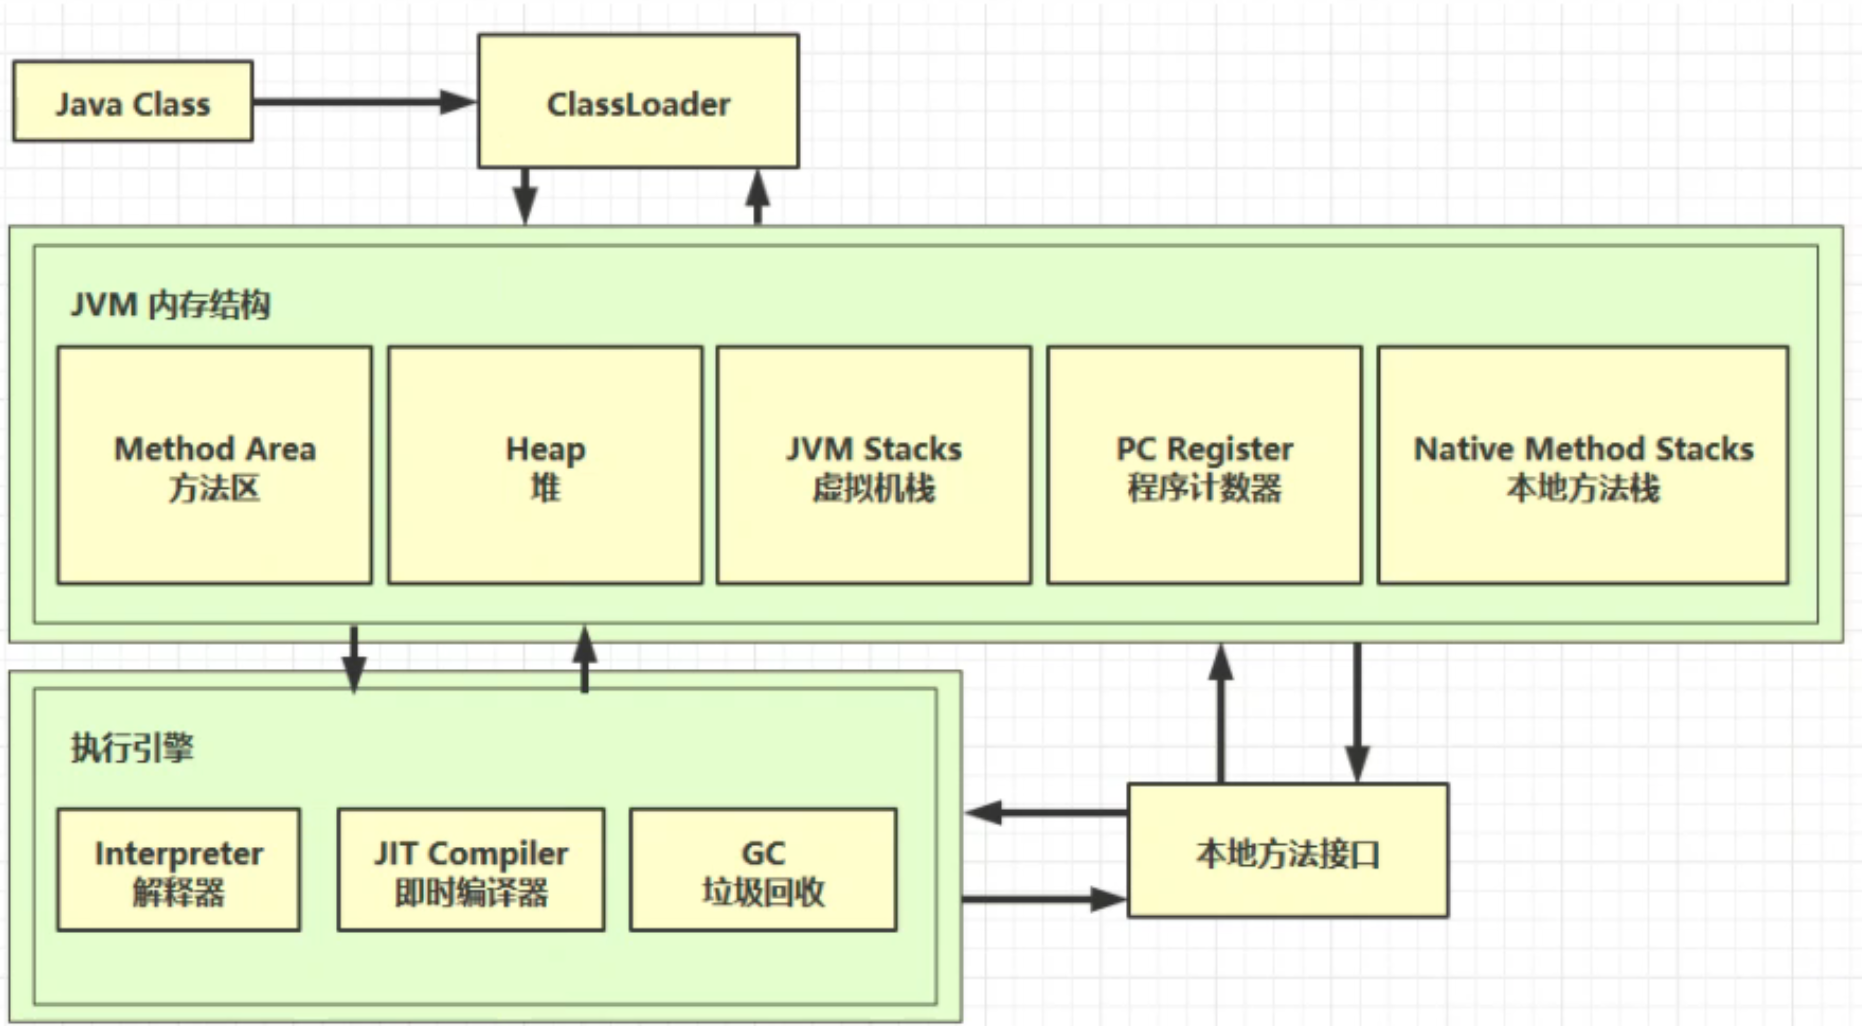 Java Class
ClassLoader
JVM 内存结构
Method Area
方法区
Heap
堆
JVM Stacks
虚拟机栈
PC Register
程序计数器
Native Method Stacks
本地方法栈
执行引擎
Interpreter
解释器
JIT Compiler
即时编译器
GC
垃圾回收
本地方法接口